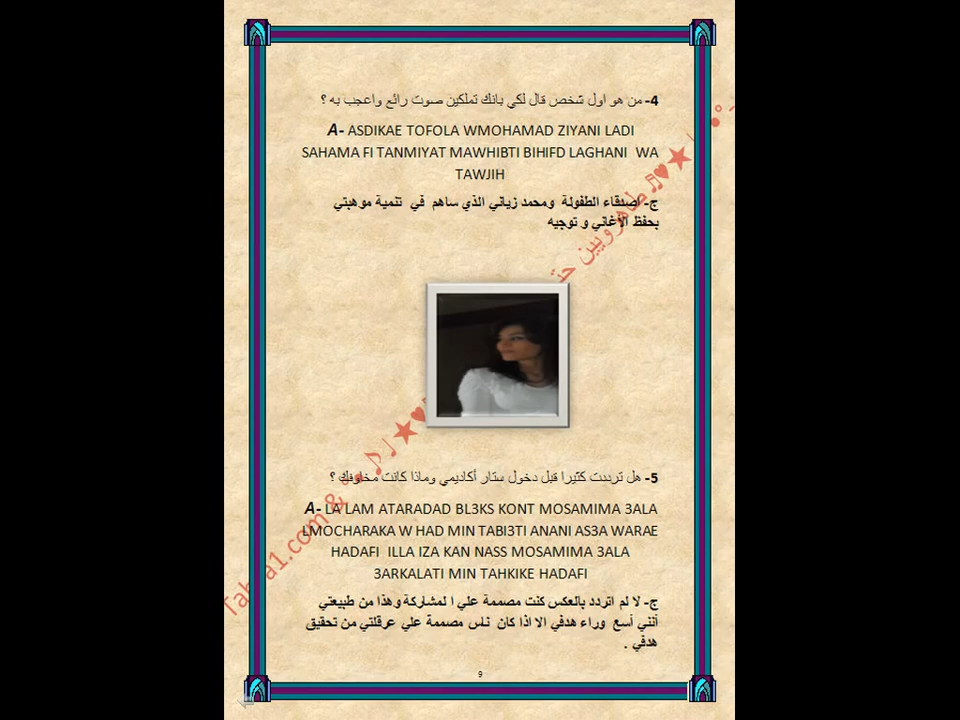 4- من هو اول شخص قال لكي بانك تملكين صوت رائع واعجب به ؟
A- ASDIKAE TOFOLA WMOHAMAD ZIYANI LADI
SAHAMA FI TANMIYAT MAWHIBTI BIHIFD LAGHANI WA
TAWJIH
ج- اصدقاء الطفولة ومحمد زياني الذي ساهم في تنمية موهبتي
بحفظ الأغاني و توجيه
طاهرويين
5- هل ترددت كثيرا قبل دخول ستار أكاديمي وماذا كانت مخاوفك ؟
A- LA LAM ATARADAD BL3KS KONT MOSAMIMA 3ALA
LMOCHARAKA W HAD MIN TABI3TI ANANI AS3A WARAE
HADAFI ILLA IZA KAN NASS MOSAMIMA 3ALA
3ARKALATI MIN TAHKIKE HADAFI
ج- لا لم اتردد بالعكس كنت مصممة علي ا لمشاركة وهذا من طبيعتي
أنني أسع وراء هدفي الا اذا كان ناس مصممة علي عرقلتي من تحقيق
هدفي .
9